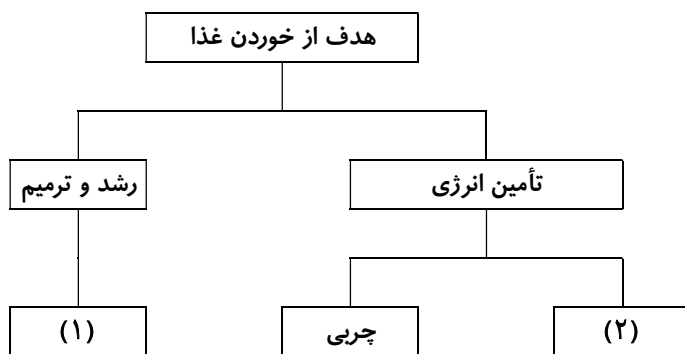 هدف از خوردن غذا
تأمین انرژی
رشد و ترمیم
(۲)
چربی
(۱)